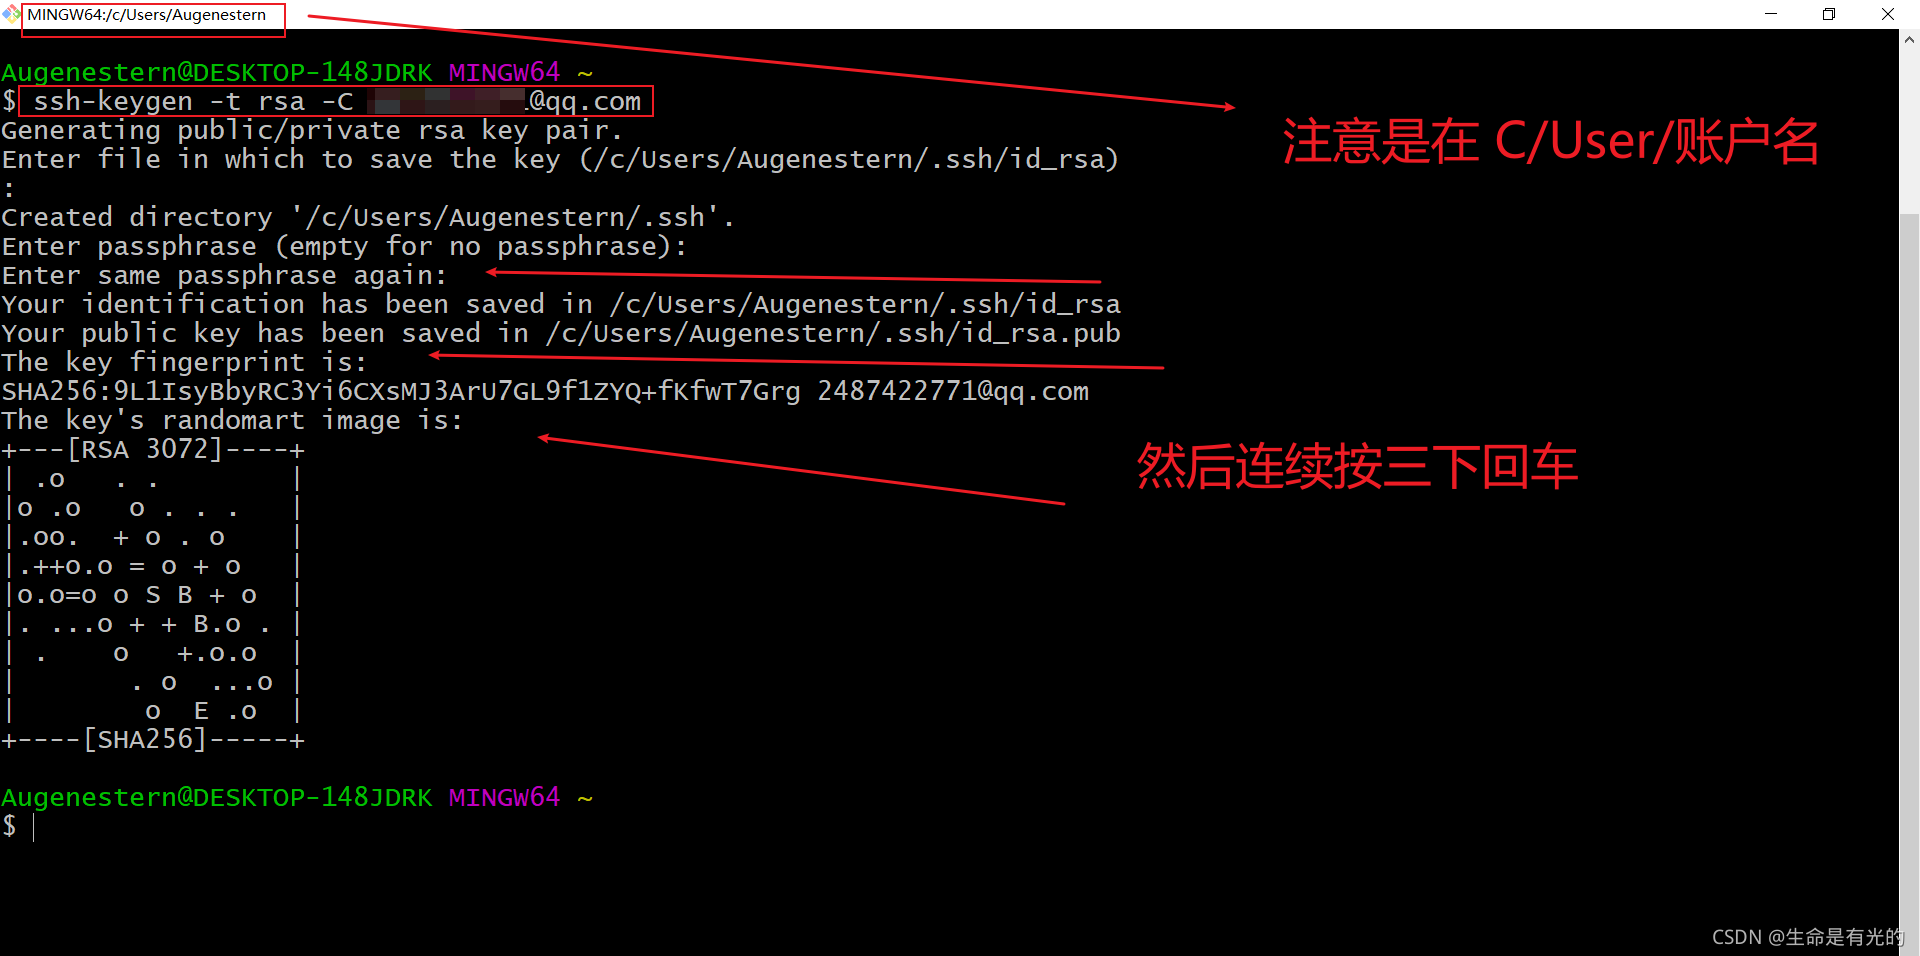 MINGW64:/c/Users/Augenestern
Augenestern@DESKTOP-148JDRK MINGW64 ~
$ ssh-keygen -t rsa -C @qq.com
Generating public/private rsa key pair.
Enter file in which to save the key (/c/Users/Augenestern/.ssh/id_rsa)
:
Created directory '/c/Users/Augenestern/.ssh'.
Enter passphrase (empty for no passphrase):
Enter same passphrase again:
Your identification has been saved in /c/Users/Augenestern/.ssh/id_rsa
Your public key has been saved in /c/Users/Augenestern/.ssh/id_rsa.pub
The key fingerprint is:
SHA256:9L1IsyBbyRC3Yi6CXsMJ3ArU7GL9f1ZYQ+fKfwT7Grg 2487422771@qq.com
The key's randomart image is:
+---[RSA 3072]----+
| .o   . .        |
|o .o   o . . .   |
|.oo.  + o . o    |
|.++o.o = o + o   |
|o.o=o o S B + o  |
|. ...o + + B.o . |
| .    o   +.o.o  |
|       . o  ...o |
|        o  E .o  |
+----[SHA256]-----+
Augenestern@DESKTOP-148JDRK MINGW64 ~
$
注意是在 C/User/账户名
然后连续按三下回车
CSDN @生命是有光的